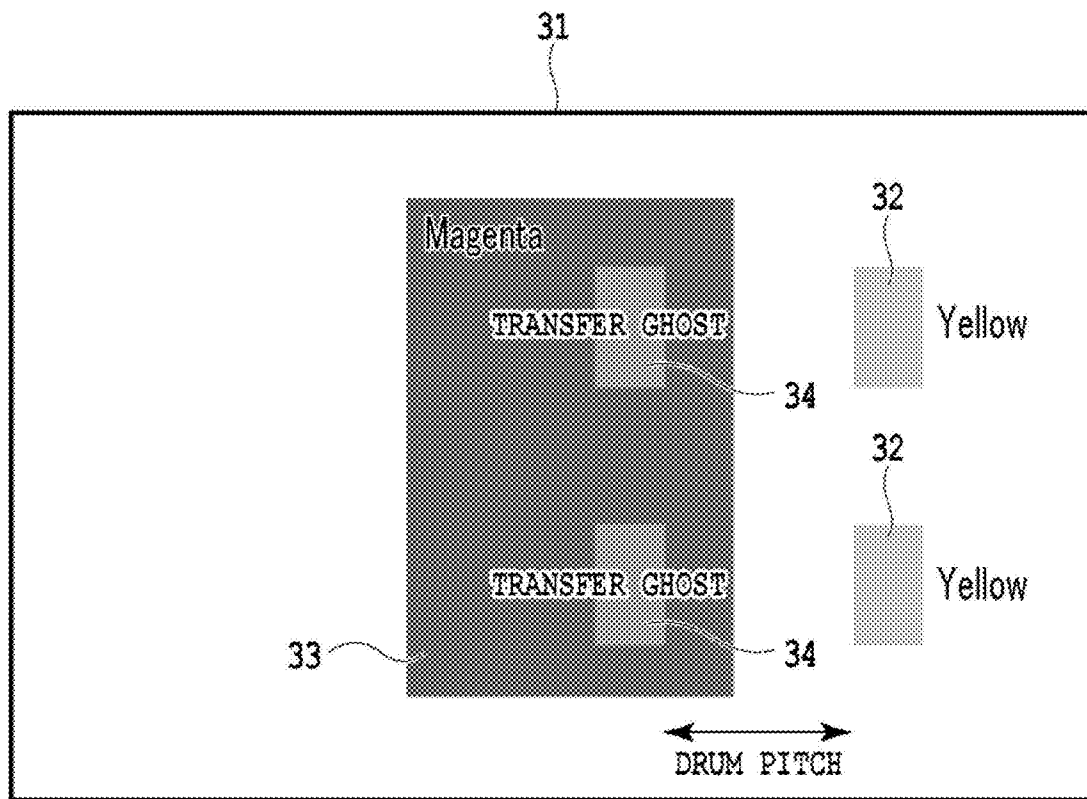 31
32
Magenta
TRANSFER GHOST
Yellow
34
32
TRANSFER GHOST
Yellow
33
34
DRUM PITCH